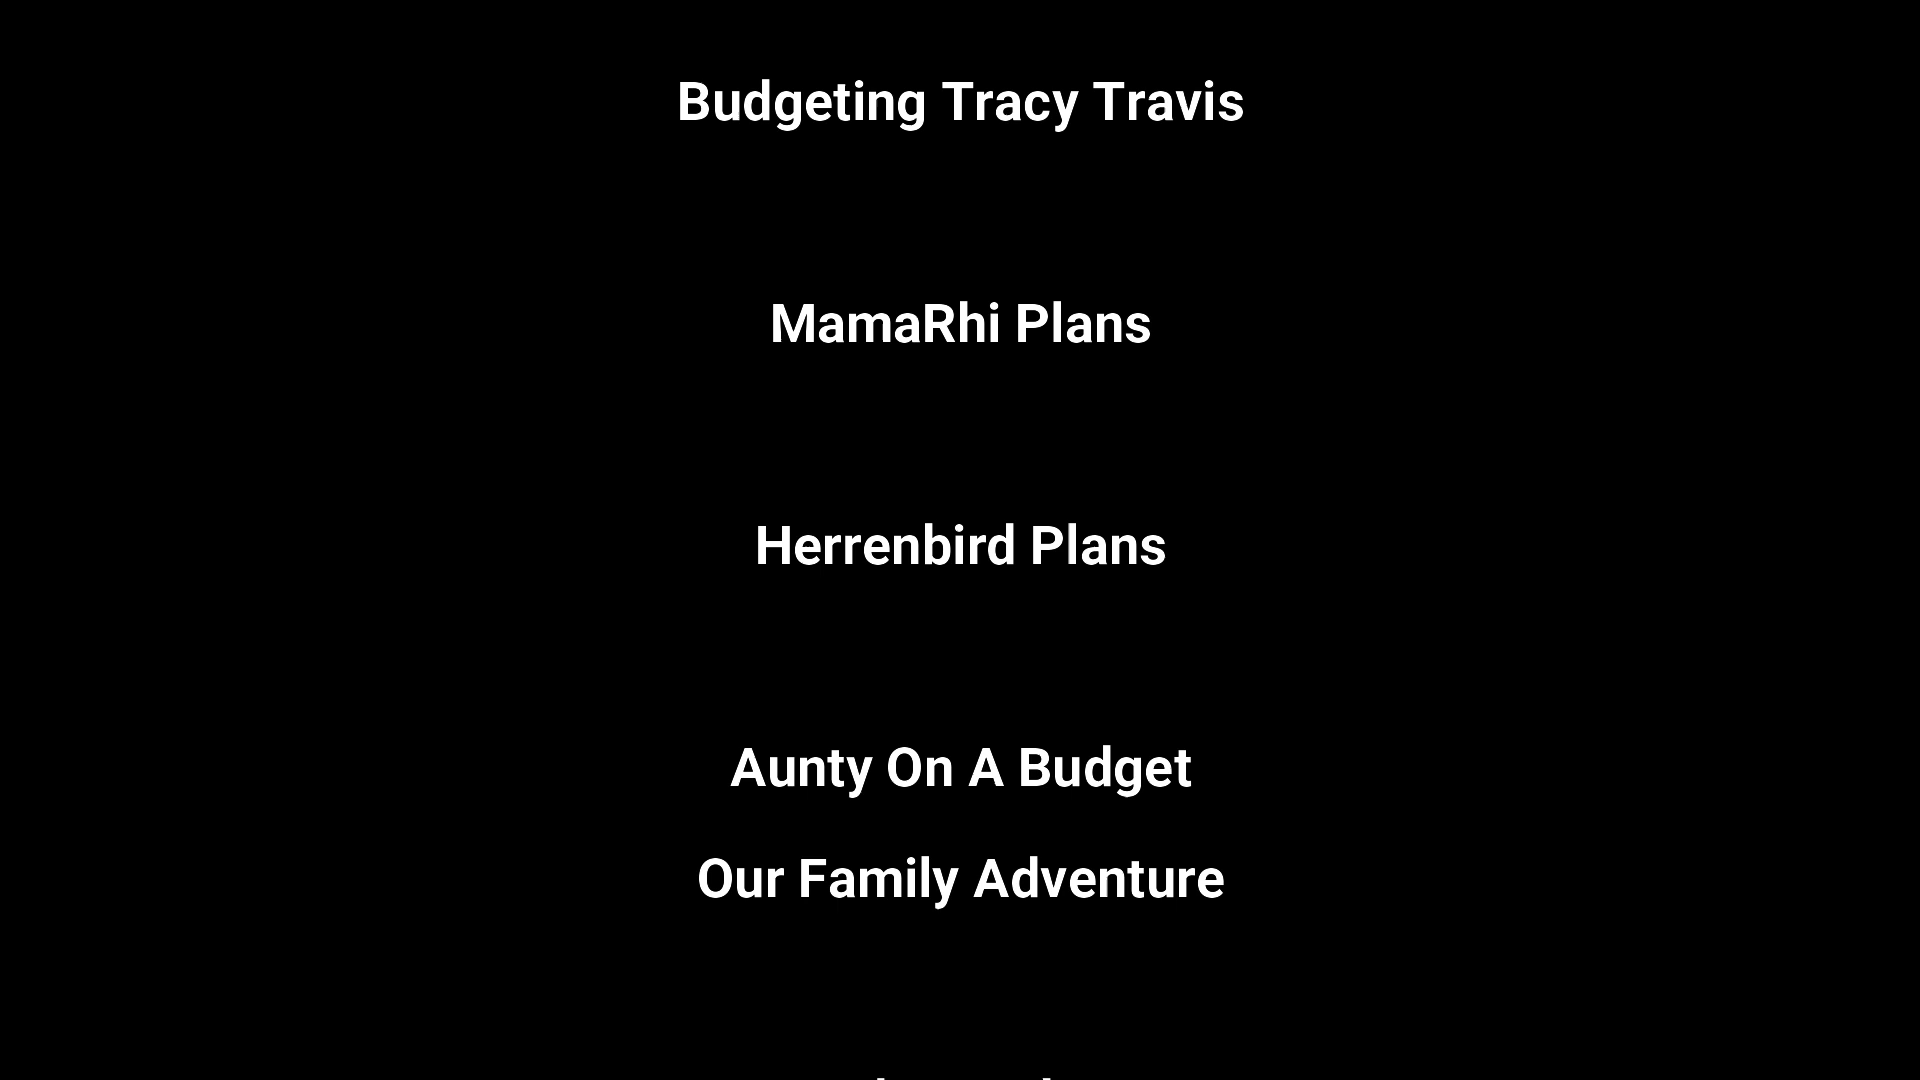 Budgeting Tracy Travis
MamaRhi Plans
Herrenbird Plans
Aunty On A Budget
Our Family Adventure